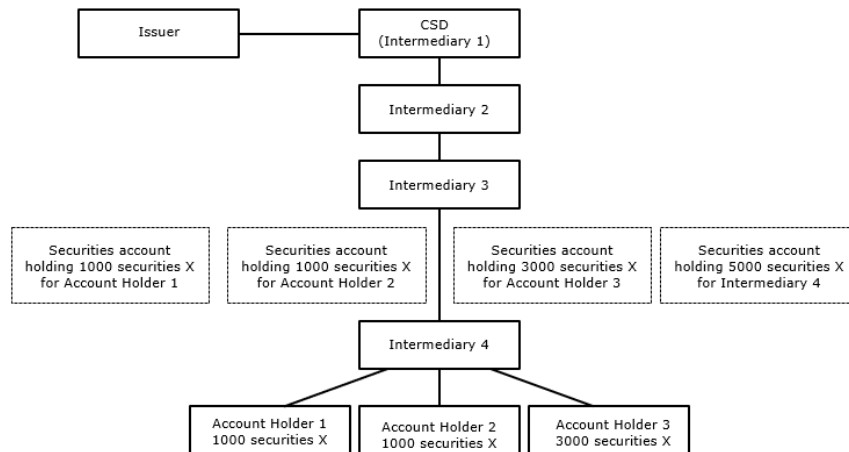 Issuer
CSD
(Intermediary 1)
Intermediary 2
Intermediary 3
Securities account
holding 1000 securities X
for Account Holder 1
Securities account
holding 1000 securities X
for Account Holder 2
Securities account
holding 3000 securities X
for Account Holder 3
Securities account
holding 5000 securities X
for Intermediary 4
Intermediary 4
Account Holder 1
1000 securities X
Account Holder 2
1000 securities X
Account Holder 3
3000 securities X